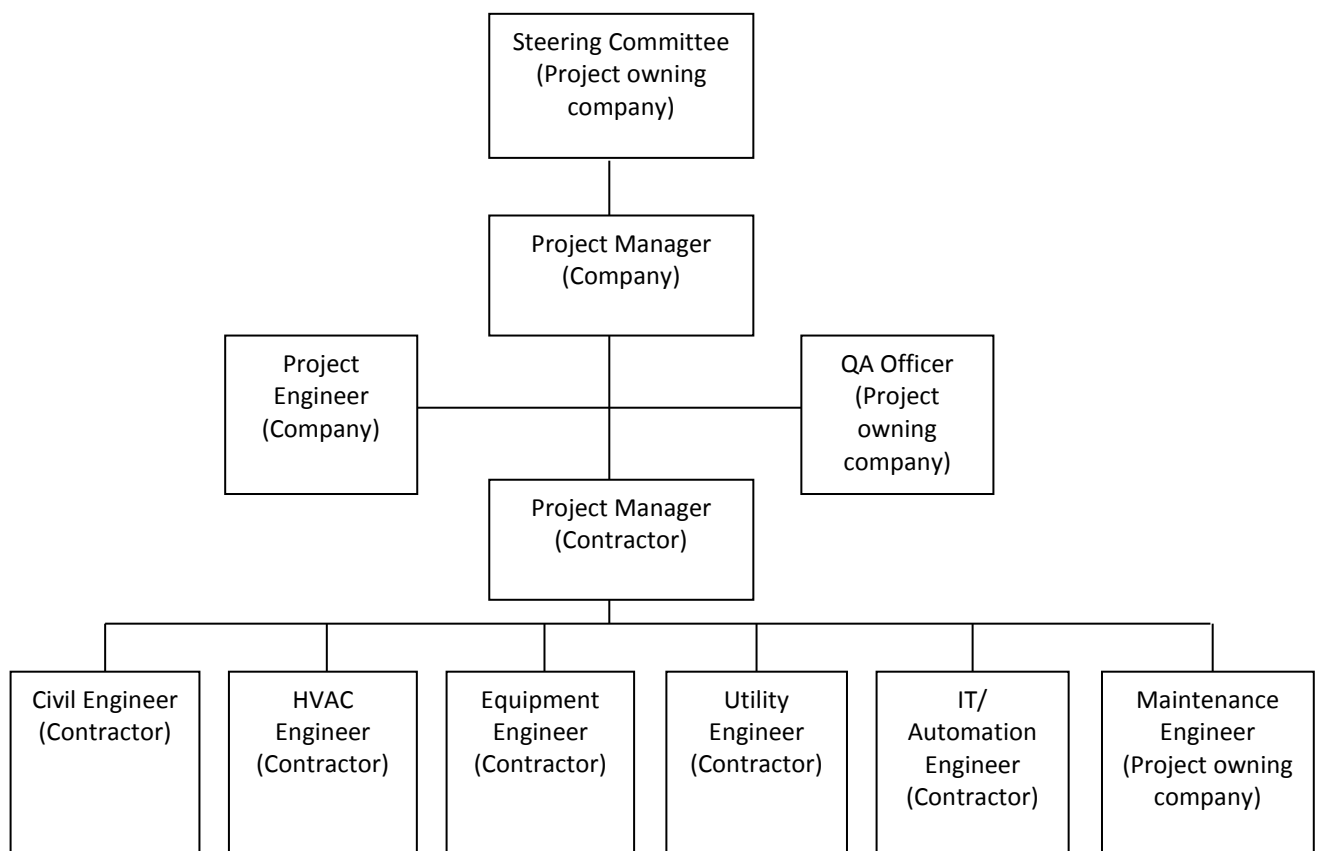 Steering Committee
(Project owning
company)
Project Manager
(Company)
Project
Engineer
(Company)
QA Officer
(Project
owning
company)
Project Manager
(Contractor)
Civil Engineer
(Contractor)
HVAC
Engineer
(Contractor)
Equipment
Engineer
(Contractor)
Utility
Engineer
(Contractor)
IT/
Automation
Engineer
(Contractor)
Maintenance
Engineer
(Project owning
company)